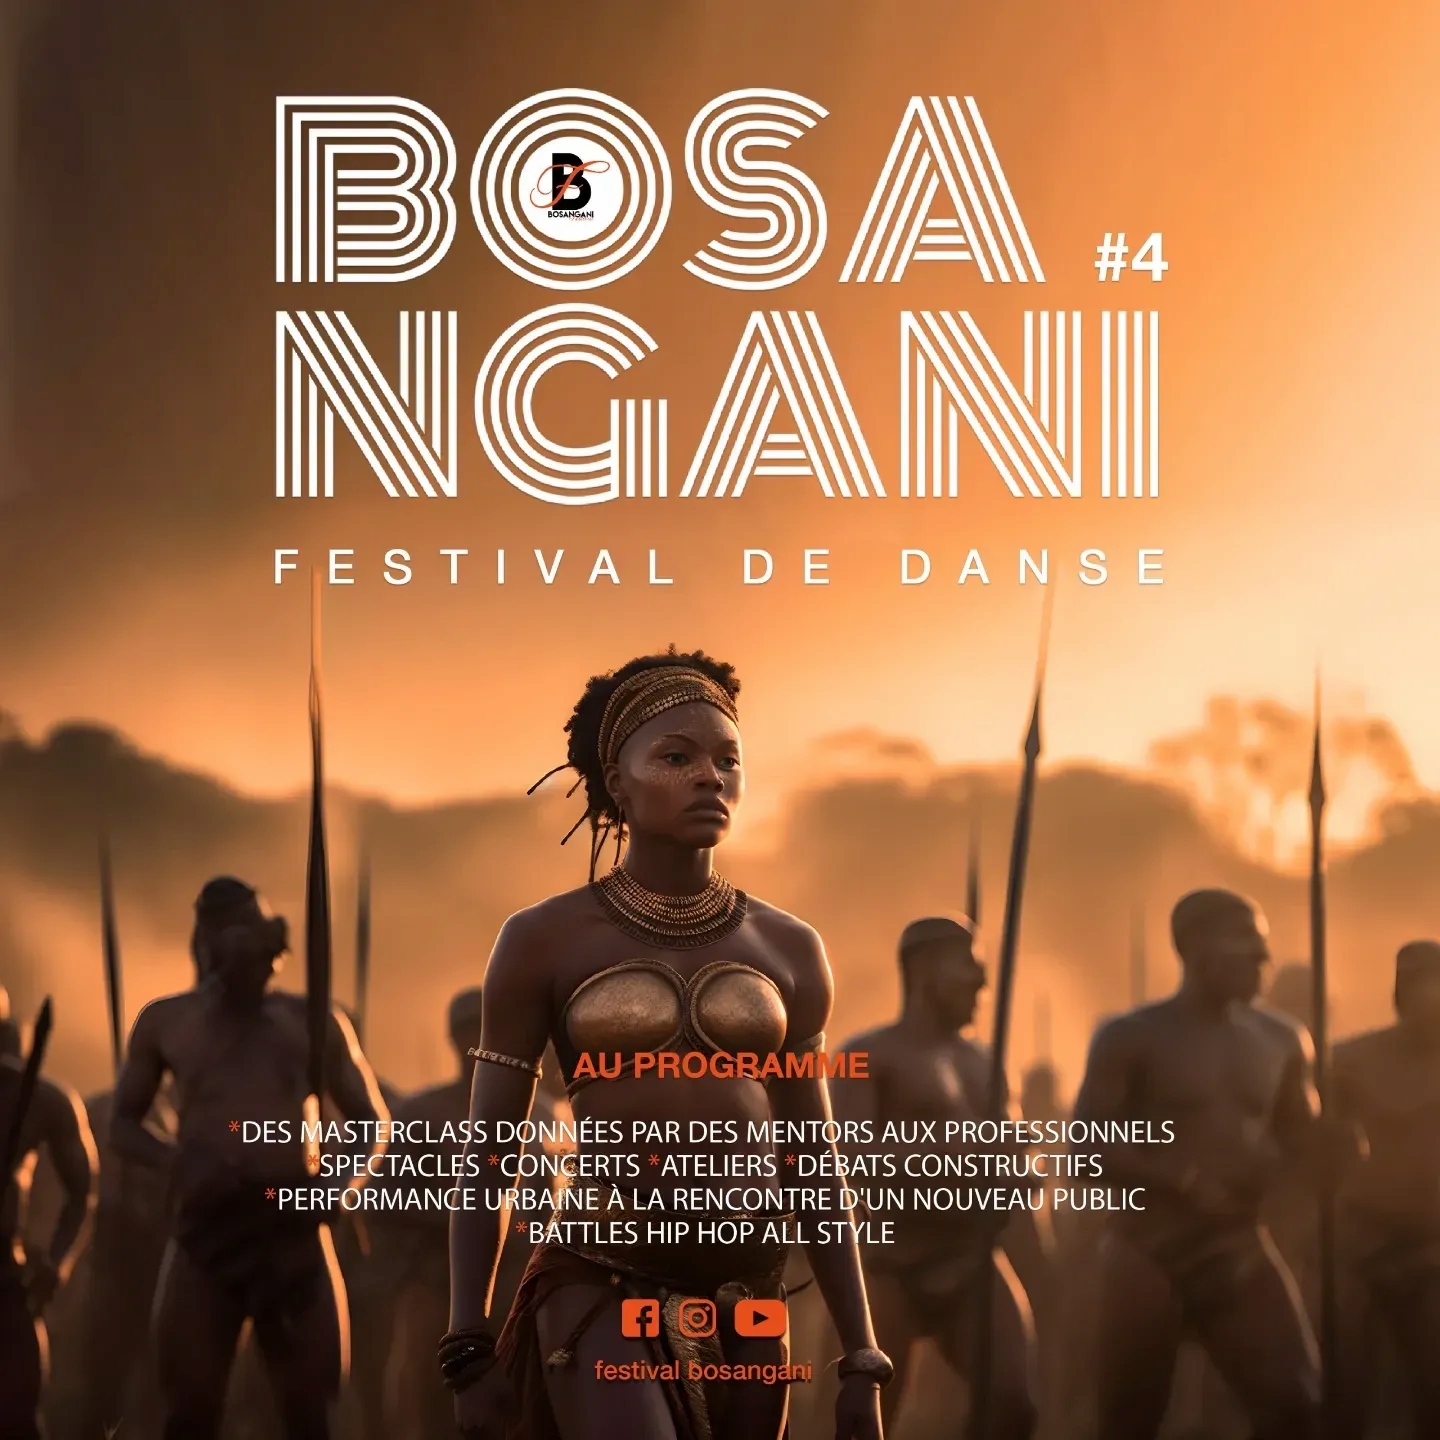 BOSA
B
BOSANGANI
#4
NGANI
FESTIVAL DE DANSE
AU PROGRAMME
*DES MASTERCLASS DONNÉES PAR DES MENTORS AUX PROFESSIONNELS
*SPECTACLES *CONCERTS *ATELIERS *DÉBATS CONSTRUCTIFS
*PERFORMANCE URBAINE À LA RENCONTRE D'UN NOUVEAU PUBLIC
*BATTLES HIP HOP ALL STYLE
festival bosangani